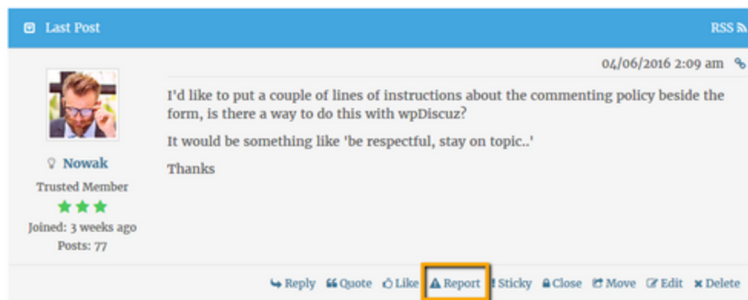 Last Post
RSS
04/06/2016 2:09 am
I'd like to put a couple of lines of instructions about the commenting policy beside the
form, is there a way to do this with wpDiscuz?
It would be something like 'be respectful, stay on topic..'
Thanks
Nowak
Trusted Member
Joined: 3 weeks ago
Posts: 77
Reply Quote Like Report Sticky Close Move Edit Delete